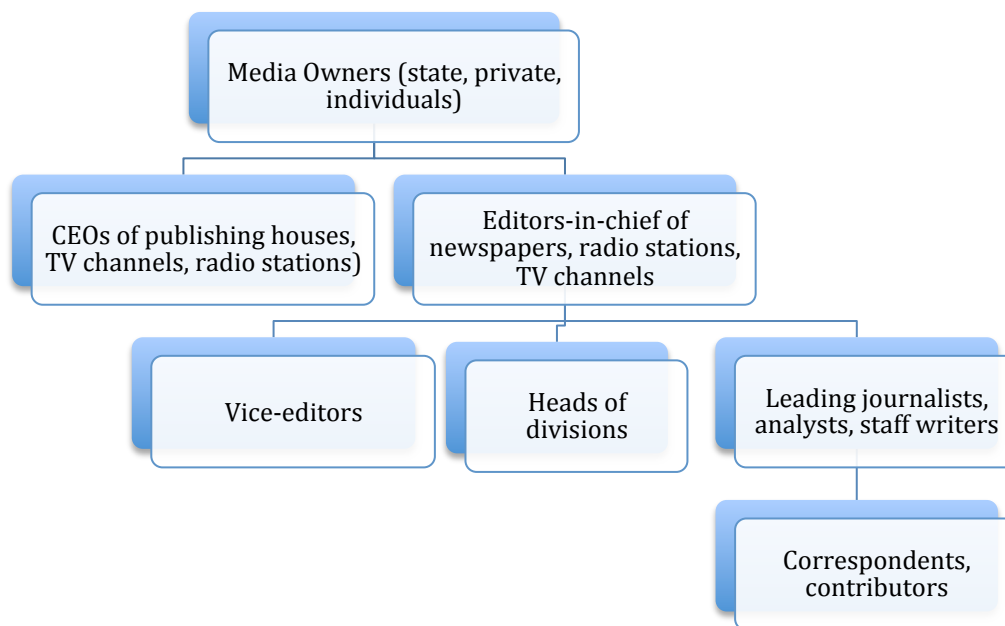 Media Owners (state, private,
individuals)
CEOs of publishing houses,
TV channels, radio stations)
Editors-in-chief of
newspapers, radio stations,
TV channels
Vice-editors
Heads of
divisions
Leading journalists,
analysts, staff writers
Correspondents,
contributors